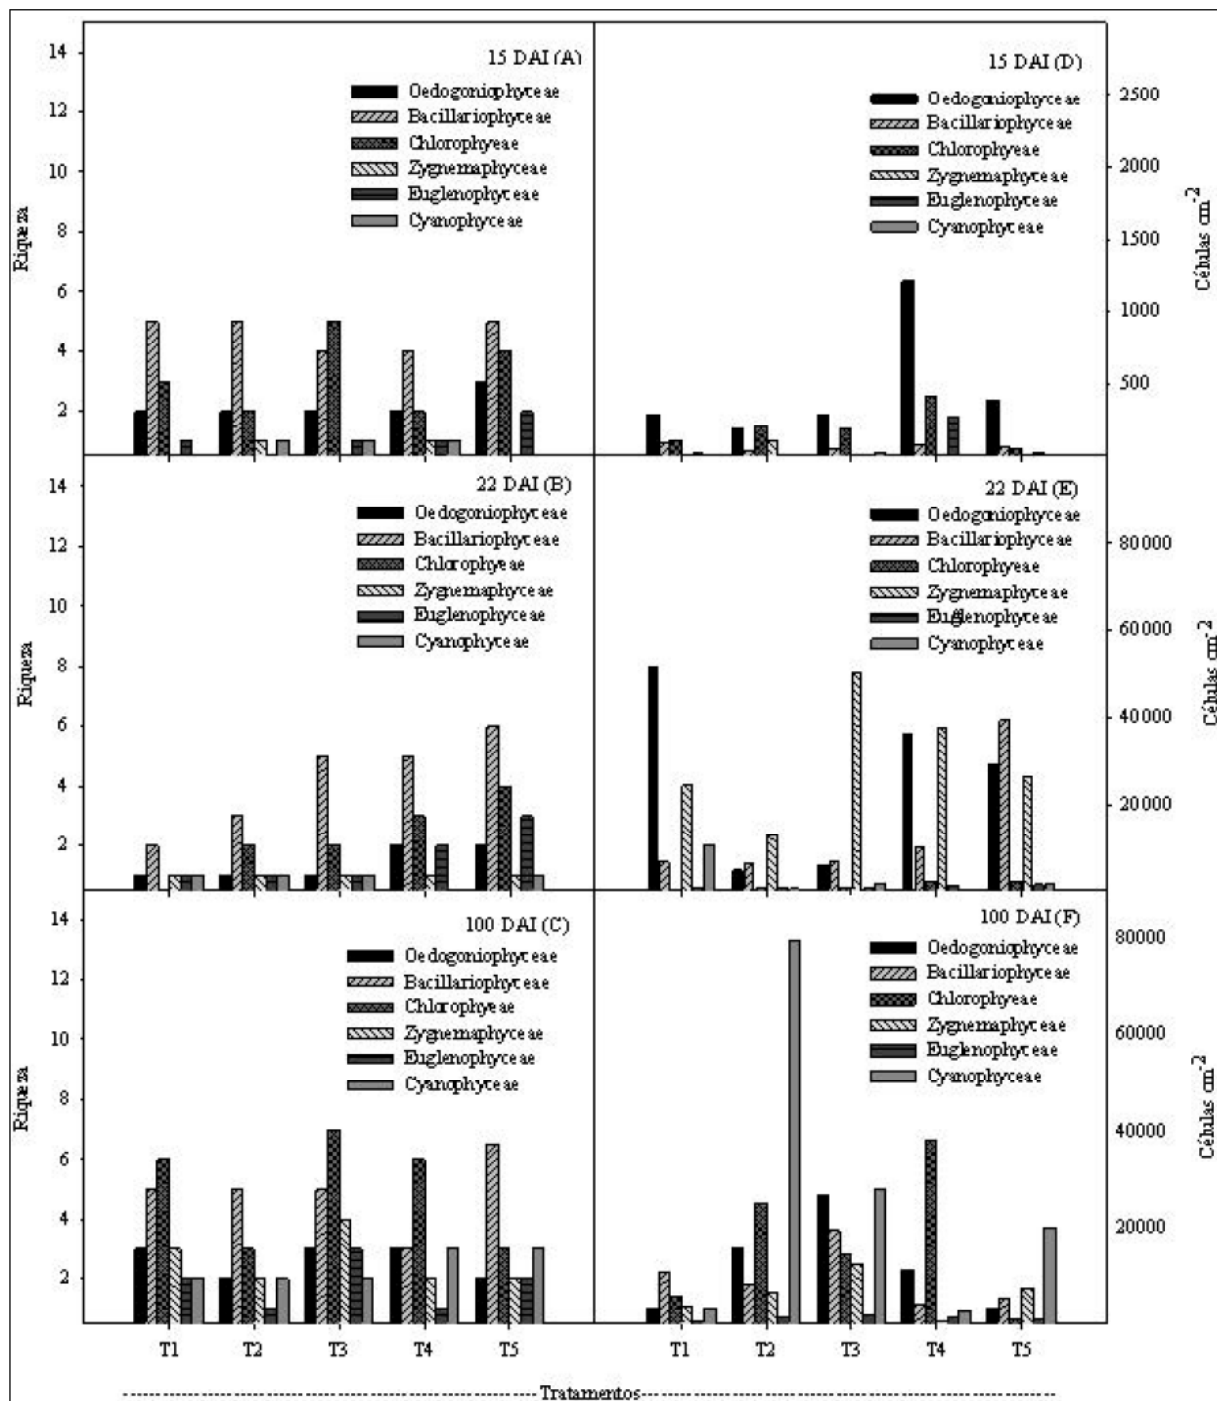 15 DAI (A)
Oedogoniophyceae
Bacillariophyceae
Chlorophyeae
Zygnemaphyceae
Euglenophyceae
Cyanophyceae
14
12
10
8
6
4
2
Riqueza
15 DAI (D)
Oedogoniophyceae
Bacillariophyceae
Chlorophyeae
Zygnemaphyceae
Euglenophyceae
Cyanophyteae
2500
2000
1500
1000
500
Células cm-2
22 DAI (B)
Oedogoniophyceae
Bacillariophyceae
Chlorophyeae
Zygnemaphyceae
Euglenophyceae
Cyanophyceae
14
12
10
8
6
4
2
Riqueza
22 DAI (E)
Oedogoniophyceae
Bacillariophyceae
Chlorophyeae
Zygnemaphyceae
Euglenophyceae
Cyanophyteae
80000
60000
40000
20000
Células cm-2
100 DAI (C)
Oedogoniophyceae
Bacillariophyceae
Chlorophyeae
Zygnemaphyceae
Euglenophyceae
Cyanophyceae
14
12
10
8
6
4
2
Riqueza
T1 T2 T3 T4 T5
100 DAI (F)
Oedogoniophyceae
Bacillariophyceae
Chlorophyeae
Zygnemaphyceae
Euglenophyceae
Cyanophyceae
80000
60000
40000
20000
Células cm-2
T1 T2 T3 T4 T5
Tratamentos